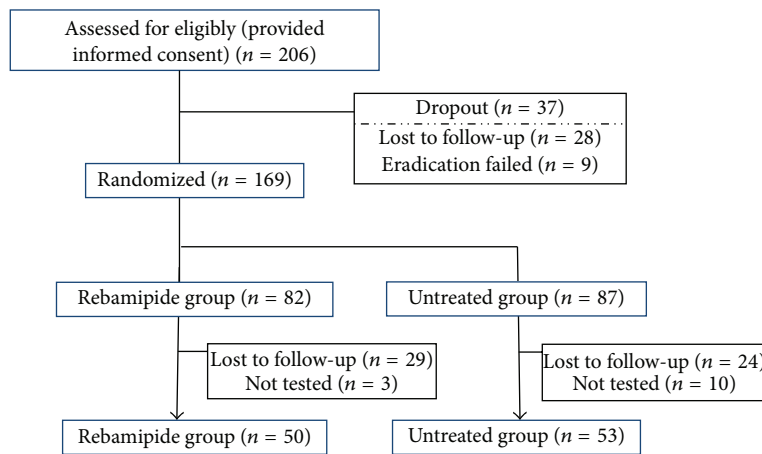 Assessed for eligibly (provided
informed consent) (n = 206)
Dropout (n = 37)
Lost to follow-up (n = 28)
Eradication failed (n = 9)
Randomized (n = 169)
Rebamipide group (n = 82)
Untreated group (n = 87)
Lost to follow-up (n = 29)
Not tested (n = 3)
Lost to follow-up (n = 24)
Not tested (n = 10)
Rebamipide group (n = 50)
Untreated group (n = 53)